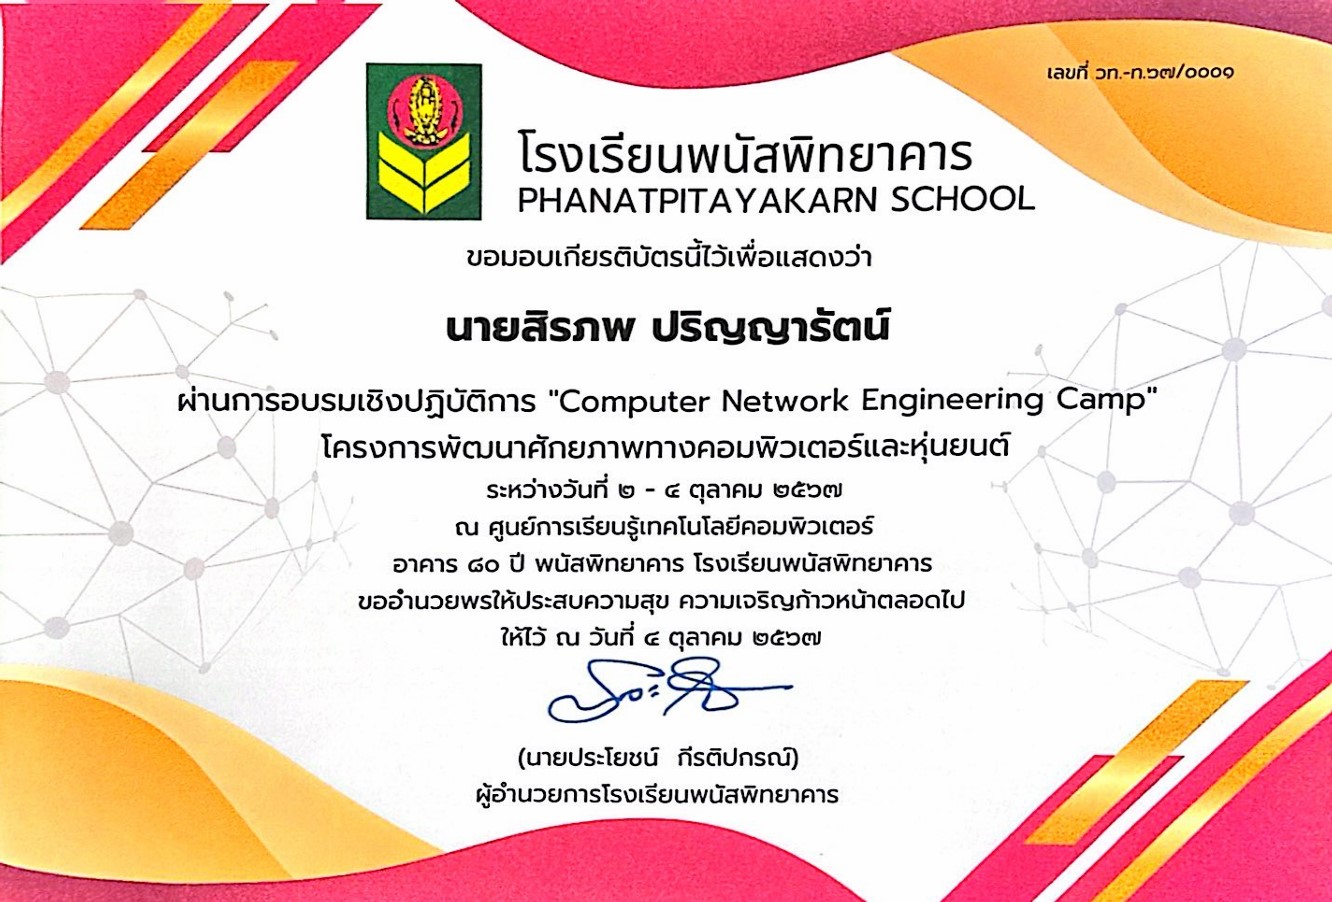 เลขที่ วท.-ก.๖๗/๐๐๐๑
โรงเรียนพนัสพิทยาคาร
PHANATPITAYAKARN SCHOOL
ขอมอบเกียรติบัตรนี้ไว้เพื่อแสดงว่า
นายสิรภพ ปริญญารัตน์
ผ่านการอบรมเชิงปฏิบัติการ "Computer Network Engineering Camp"
โครงการพัฒนาศักยภาพทางคอมพิวเตอร์และหุ่นยนต์
ระหว่างวันที่ ๒ - ๔ ตุลาคม ๒๕๖๗
ณ ศูนย์การเรียนรู้เทคโนโลยีคอมพิวเตอร์
อาคาร ๘๐ ปี พนัสพิทยาคาร โรงเรียนพนัสพิทยาคาร
ขออำนวยพรให้ประสบความสุข ความเจริญก้าวหน้าตลอดไป
ให้ไว้ ณ วันที่ ๔ ตุลาคม ๒๕๖๗
(นายประโยชน์ กีรติปกรณ์)
ผู้อำนวยการโรงเรียนพนัสพิทยาคาร